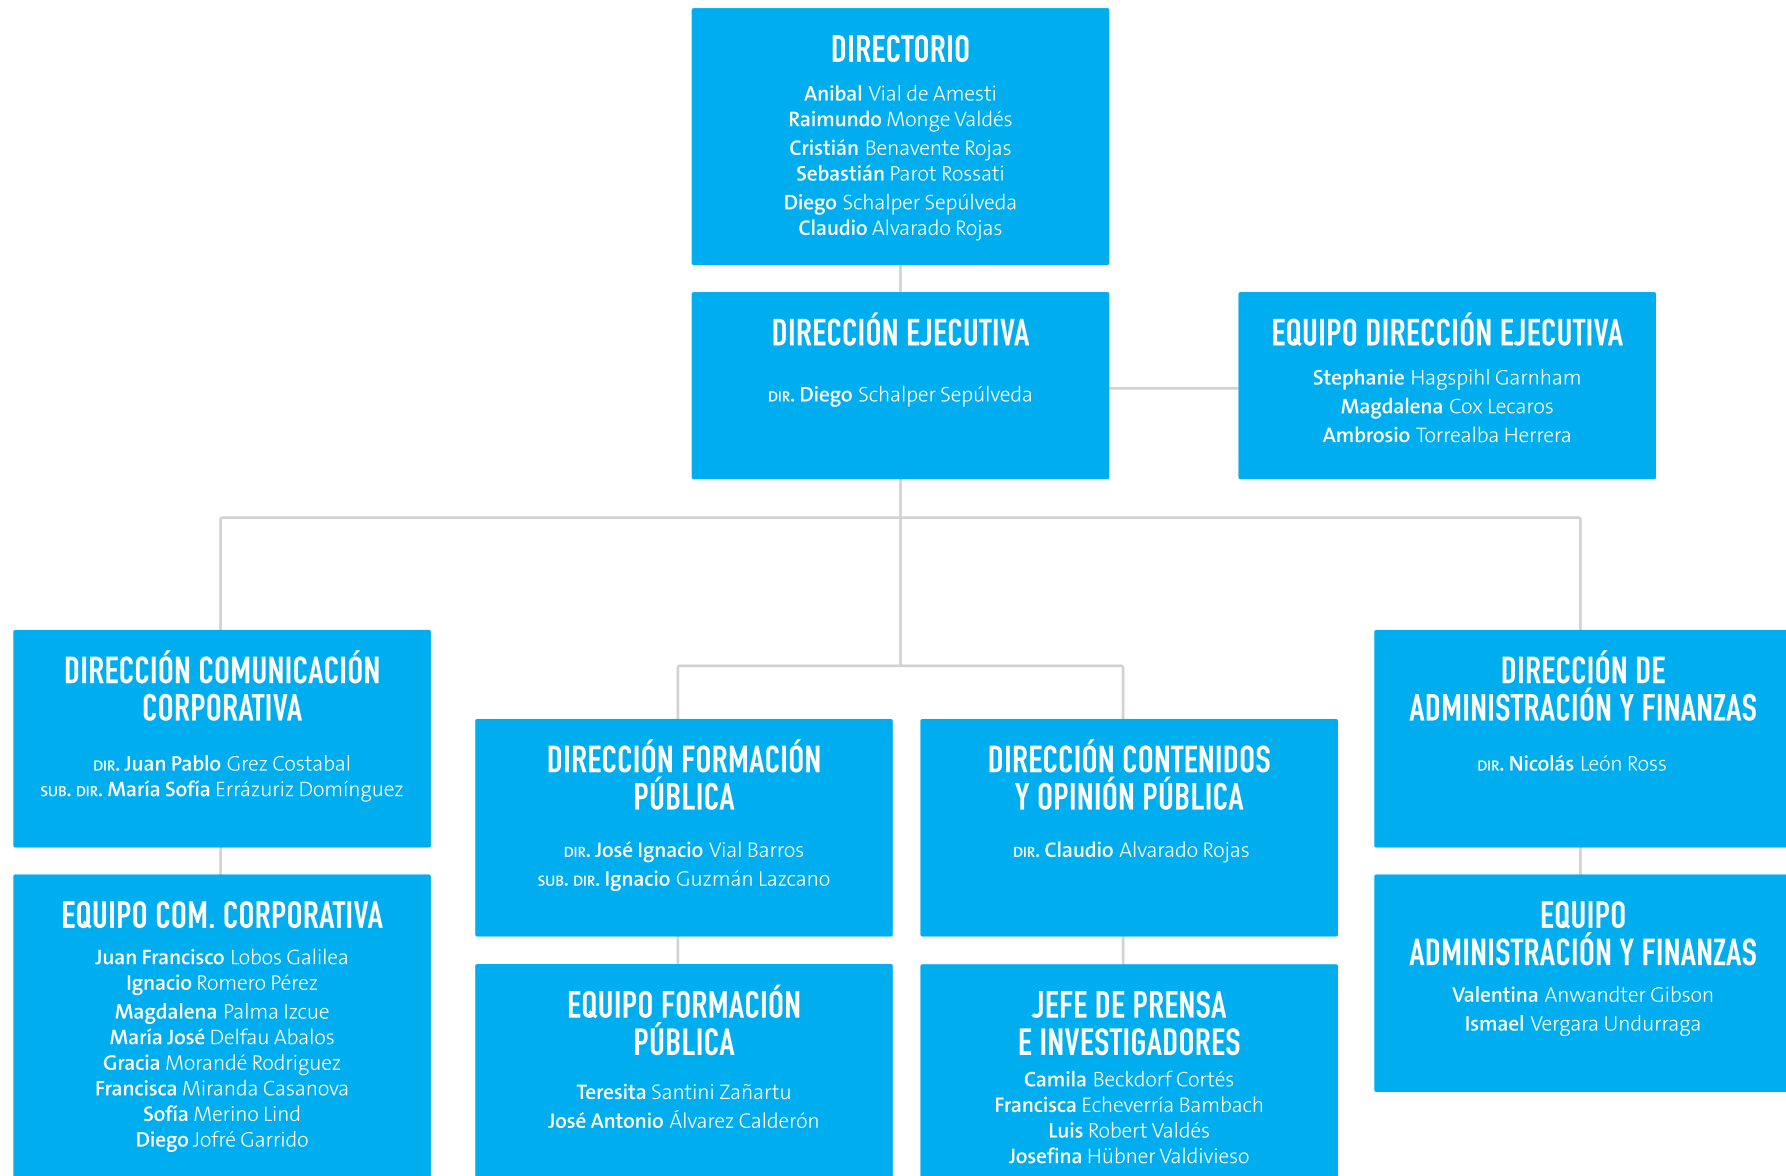 DIRECTORIO
Anibal Vial de Amesti
Raimundo Monge Valdés
Cristián Benavente Rojas
Sebastián Parot Rossati
Diego Schalper Sepúlveda
Claudio Alvarado Rojas
DIRECCIÓN EJECUTIVA
DIR. Diego Schalper Sepúlveda
EQUIPO DIRECCIÓN EJECUTIVA
Stephanie Hagspihl Garnham
Magdalena Cox Lecaros
Ambrosio Torrealba Herrera
DIRECCIÓN COMUNICACIÓN
CORPORATIVA
DIR. Juan Pablo Grez Costabal
SUB. DIR. María Sofía Errázuriz Domínguez
EQUIPO COM. CORPORATIVA
Juan Francisco Lobos Galilea
Ignacio Romero Pérez
Magdalena Palma Izcue
María José Delfau Abalos
Gracia Morandé Rodriguez
Francisca Miranda Casanova
Sofía Merino Lind
Diego Jofré Garrido
DIRECCIÓN FORMACIÓN
PÚBLICA
DIR. José Ignacio Vial Barros
SUB. DIR. Ignacio Guzmán Lazcano
EQUIPO FORMACIÓN
PÚBLICA
Teresita Santini Zañartu
José Antonio Álvarez Calderón
DIRECCIÓN CONTENIDOS
Y OPINIÓN PÚBLICA
DIR. Claudio Alvarado Rojas
JEFE DE PRENSA
E INVESTIGADORES
Camila Beckdorf Cortés
Francisca Echeverría Bambach
Luis Robert Valdés
Josefina Hübner Valdivieso
DIRECCIÓN DE
ADMINISTRACIÓN Y FINANZAS
DIR. Nicolás León Ross
EQUIPO
ADMINISTRACIÓN Y FINANZAS
Valentina Anwandter Gibson
Ismael Vergara Undurraga